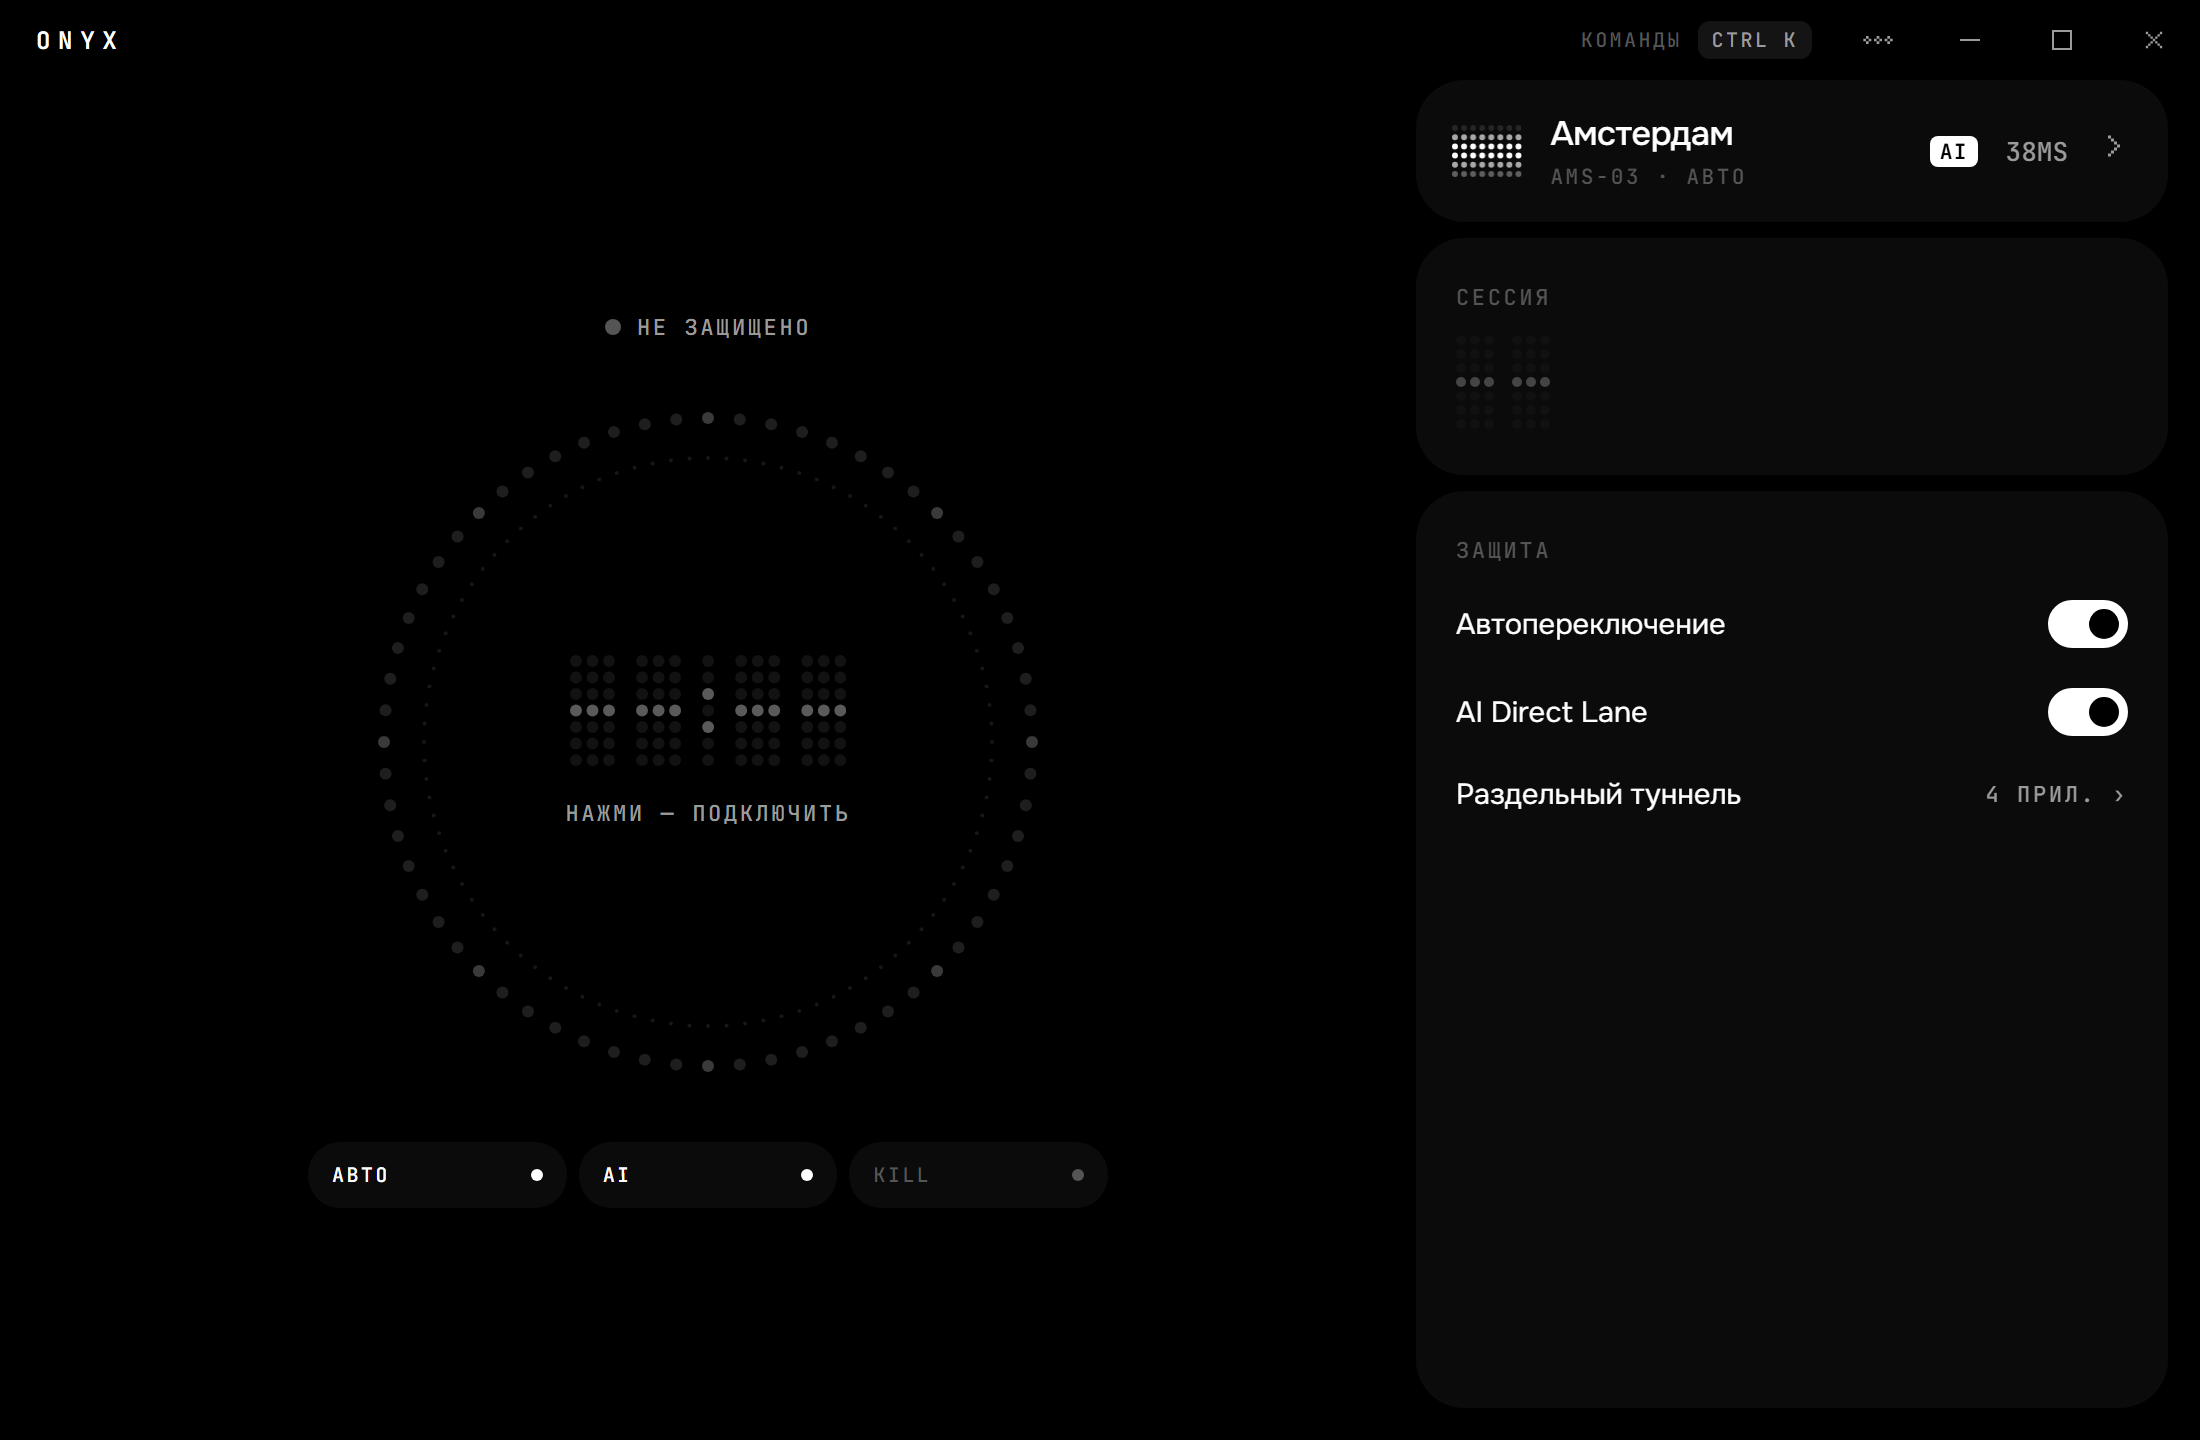 ONYX
КОМАНДЫ CTRL K
Амстердам
AMS-03 · АВТО
AI 38MS
СЕССИЯ
-- 
НЕ ЗАЩИЩЕНО
--:--
НАЖМИ — ПОДКЛЮЧИТЬ
АВТО
AI
KILL
ЗАЩИТА
Автопереключение
AI Direct Lane
Раздельный туннель
4 ПРИЛ. ›